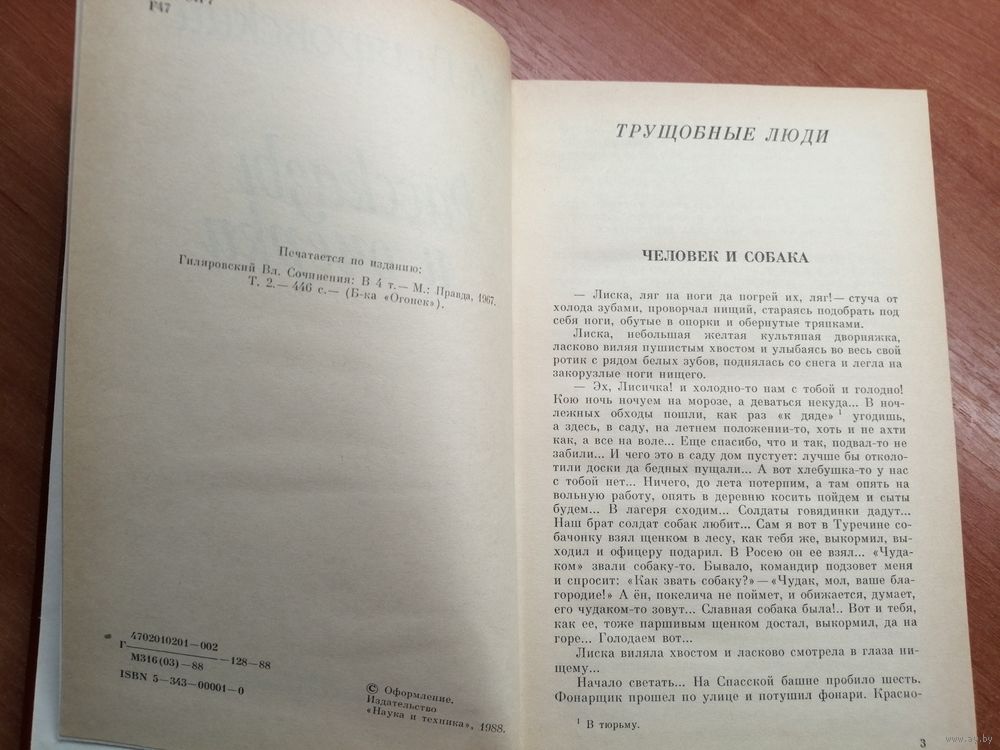 Г47
Печатается по изданию:
Гиляровский Вл. Сочинения: В 4 т.— М.: Правда, 1967.
Т. 2.— 446 с.— (Б-ка «Огонек»).
4702010201—002
Г————————128—88
М316(03)—88
ISBN 5—343—00001—0
© Оформление.
Издательство
«Наука и техника», 1988.
ТРУЩОБНЫЕ ЛЮДИ
ЧЕЛОВЕК И СОБАКА
— Лиска, ляг на ноги да погрей их, ляг!— стуча от
холода зубами, проворчал нищий, стараясь подобрать под
себя ноги, обутые в опорки и обернутые тряпками.
Лиска, небольшая желтая культяпая дворняжка,
ласково виляя пушистым хвостом и улыбаясь во весь свой
ротик с рядом белых зубов, поднялась со снега и легла на
закорузлые ноги нищего.
— Эх, Лисичка! и холодно-то нам с тобой и голодно!
Кою ночь ночуем на морозе, а деваться некуда... В ноч-
лежных обходы пошли, как раз «к дяде» ¹ угодишь,
а здесь, в саду, на летнем положении-то, хоть и не ахти
как, а все на воле... Еще спасибо, что и так, подвал-то не
забили... И чего это в саду дом пустует: лучше бы отколо-
тили доски да бедных пущали... А вот хлебушка-то у нас
с тобой нет... Ничего, до лета потерпим, а там опять на
вольную работу, опять в деревню косить пойдем и сыты
будем... В лагеря сходим... Солдаты говядинки дадут...
Наш брат солдат собак любит... Сам я вот в Туречине со-
бачонку взял щенком в лесу, как тебя же, выкормил, вы-
ходил и офицеру подарил. В Росею он ее взял... «Чуда-
ком» звали собаку-то. Бывало, командир подзовет меня
и спросит: «Как звать собаку?»—«Чудак, мол, ваше бла-
городие!» А ён, покелича не поймет, и обижается, думает,
его чудаком-то зовут... Славная собака была!.. Вот и тебя,
как ее, тоже паршивым щенком достал, выкормил, да на
горе... Голодаем вот...
Лиска виляла хвостом и ласково смотрела в глаза ни-
щему...
Начало светать... На Спасской башне пробило шесть.
Фонарщик прошел по улице и потушил фонари. Красно-
¹ В тюрьму.
3
www.ay.by